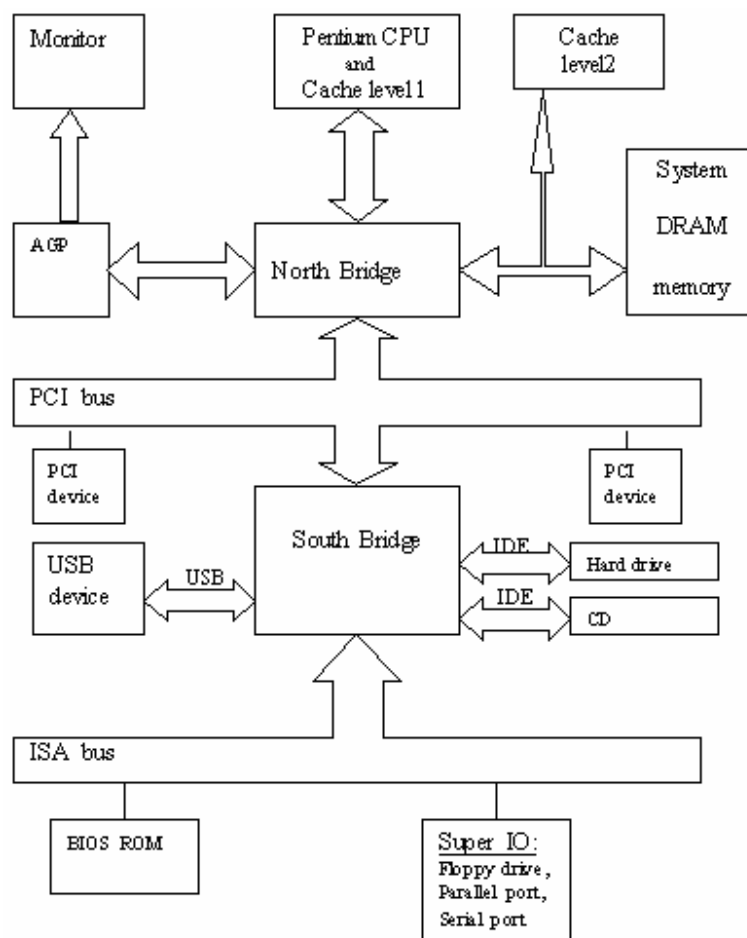 Monitor
Pentium CPU
and
Cache level1
Cache
level2
System
DRAM
memory
AGP
North Bridge
PCI bus
PCI
device
PCI
device
South Bridge
USB
device
USB
IDE
Hard drive
IDE
CD
ISA bus
BIOS ROM
Super IO:
Floppy drive,
Parallel port,
Serial port